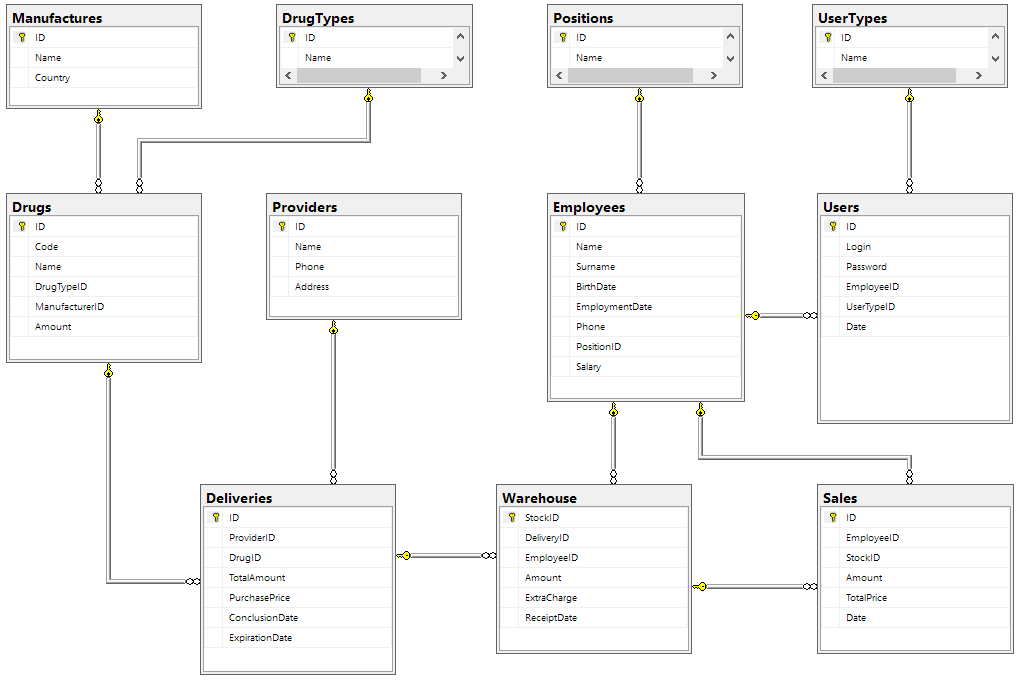 Manufactures
ID
Name
Country
DrugTypes
ID
Name
Positions
ID
Name
UserTypes
ID
Name
Drugs
ID
Code
Name
DrugTypeID
ManufacturerID
Amount
Providers
ID
Name
Phone
Address
Employees
ID
Name
Surname
BirthDate
EmploymentDate
Phone
PositionID
Salary
Users
ID
Login
Password
EmployeeID
UserTypeID
Date
Deliveries
ID
ProviderID
DrugID
TotalAmount
PurchasePrice
ConclusionDate
ExpirationDate
Warehouse
StockID
DeliveryID
EmployeeID
Amount
ExtraCharge
ReceiptDate
Sales
ID
EmployeeID
StockID
Amount
TotalPrice
Date